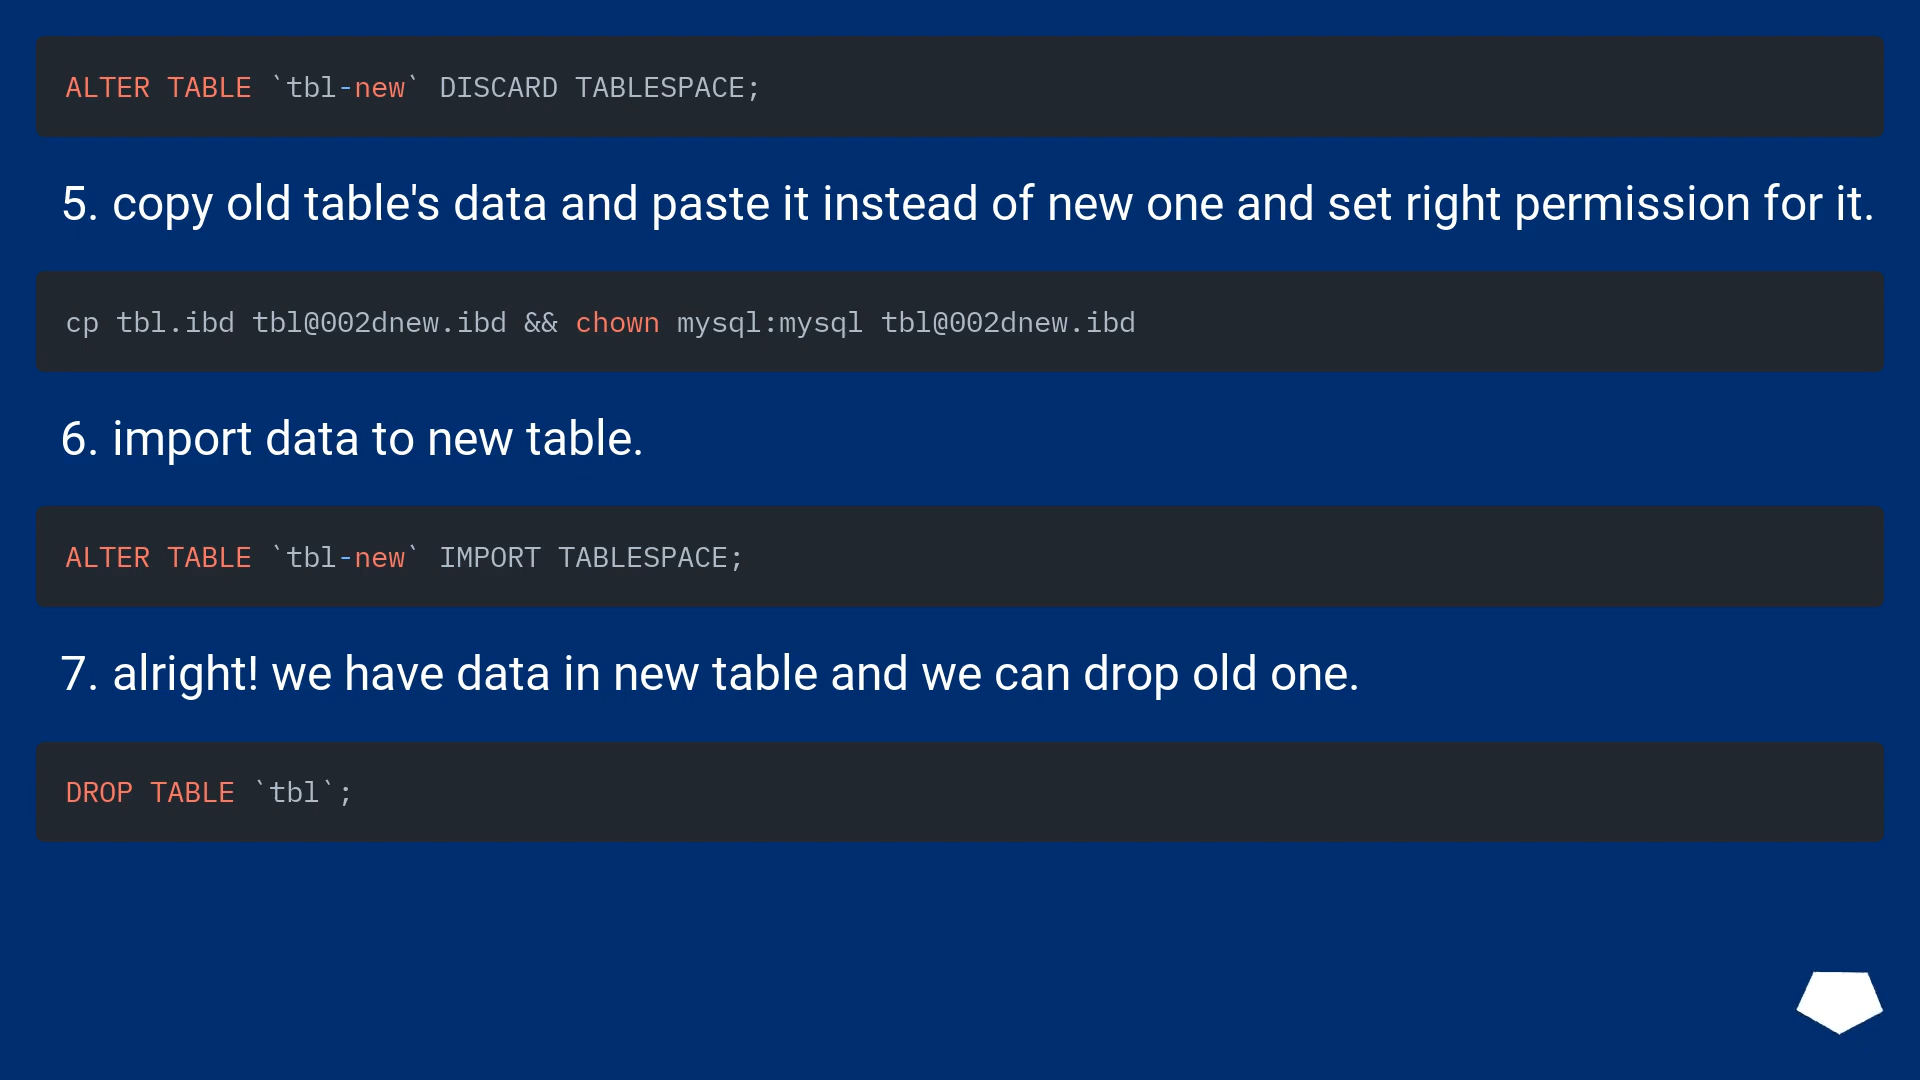 ALTER TABLE `tbl-new` DISCARD TABLESPACE;
5. copy old table's data and paste it instead of new one and set right permission for it.
cp tbl.ibd tbl@002dnew.ibd && chown mysql:mysql tbl@002dnew.ibd
6. import data to new table.
ALTER TABLE `tbl-new` IMPORT TABLESPACE;
7. alright! we have data in new table and we can drop old one.
DROP TABLE `tbl`;